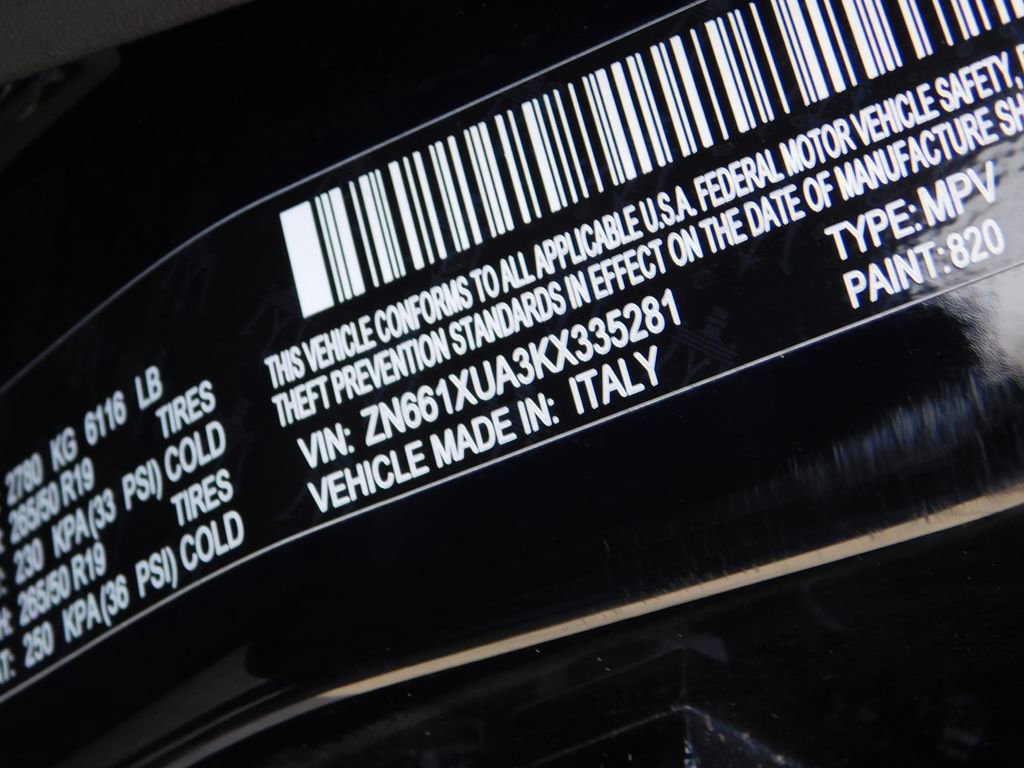 2780 KG 6116 LB
265/50 R19 TIRES
230 KPA(33 PSI) COLD
265/50 R19 TIRES
250 KPA(36 PSI) COLD
THIS VEHICLE CONFORMS TO ALL APPLICABLE U.S.A. FEDERAL MOTOR VEHICLE SAFETY,
THEFT PREVENTION STANDARDS IN EFFECT ON THE DATE OF MANUFACTURE SH
VIN: ZN661XUA3KX335281 TYPE: MPV
VEHICLE MADE IN: ITALY PAINT: 820